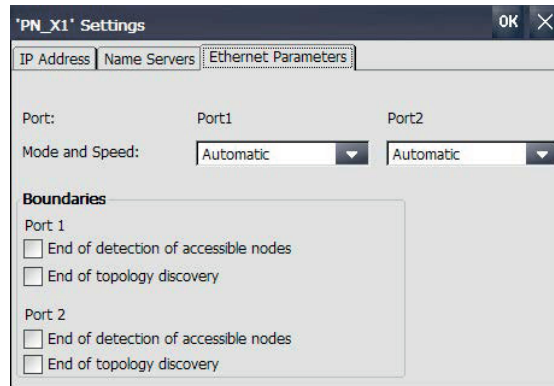 'PN_X1' Settings OK
IP Address Name Servers Ethernet Parameters
Port: Port1 Port2
Mode and Speed: Automatic Automatic
Boundaries
Port 1
End of detection of accessible nodes
End of topology discovery
Port 2
End of detection of accessible nodes
End of topology discovery